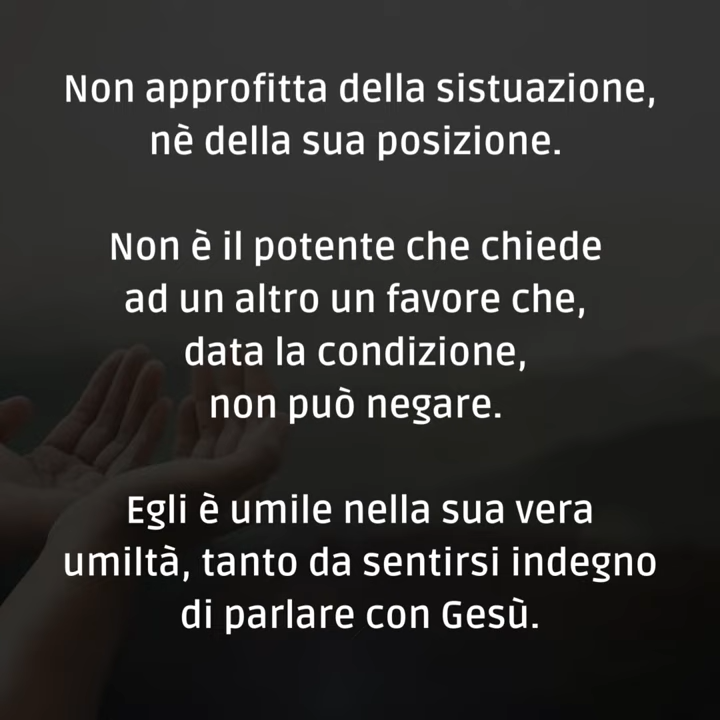 Non approfitta della sistuazione,
nè della sua posizione.
Non è il potente che chiede
ad un altro un favore che,
data la condizione,
non può negare.
Egli è umile nella sua vera
umiltà, tanto da sentirsi indegno
di parlare con Gesù.